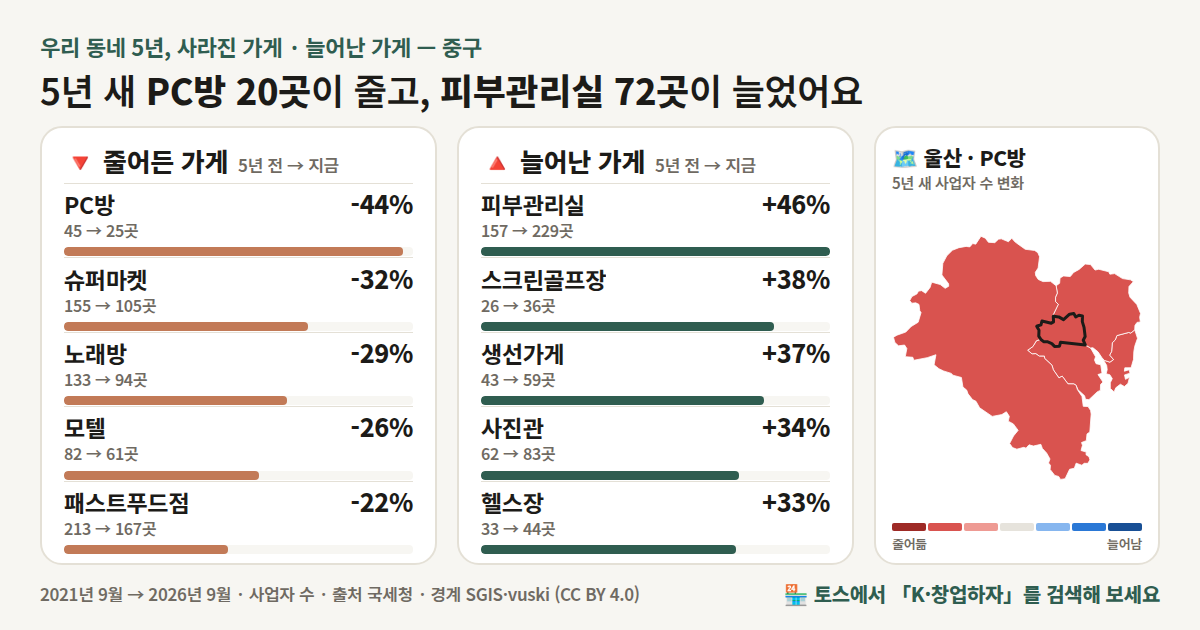 우리 동네 5년, 사라진 가게 · 늘어난 가게 — 중구
5년 새 PC방 20곳이 줄고, 피부관리실 72곳이 늘었어요
줄어든 가게 5년 전 → 지금
PC방 -44%
45 → 25곳
슈퍼마켓 -32%
155 → 105곳
노래방 -29%
133 → 94곳
모텔 -26%
82 → 61곳
패스트푸드점 -22%
213 → 167곳
늘어난 가게 5년 전 → 지금
피부관리실 +46%
157 → 229곳
스크린골프장 +38%
26 → 36곳
생선가게 +37%
43 → 59곳
사진관 +34%
62 → 83곳
헬스장 +33%
33 → 44곳
울산 · PC방
5년 새 사업자 수 변화
줄어듦 늘어남
2021년 9월 → 2026년 9월 · 사업자 수 · 출처 국세청 · 경계 SGIS·vuski (CC BY 4.0)
토스에서 「K·창업하자」를 검색해 보세요